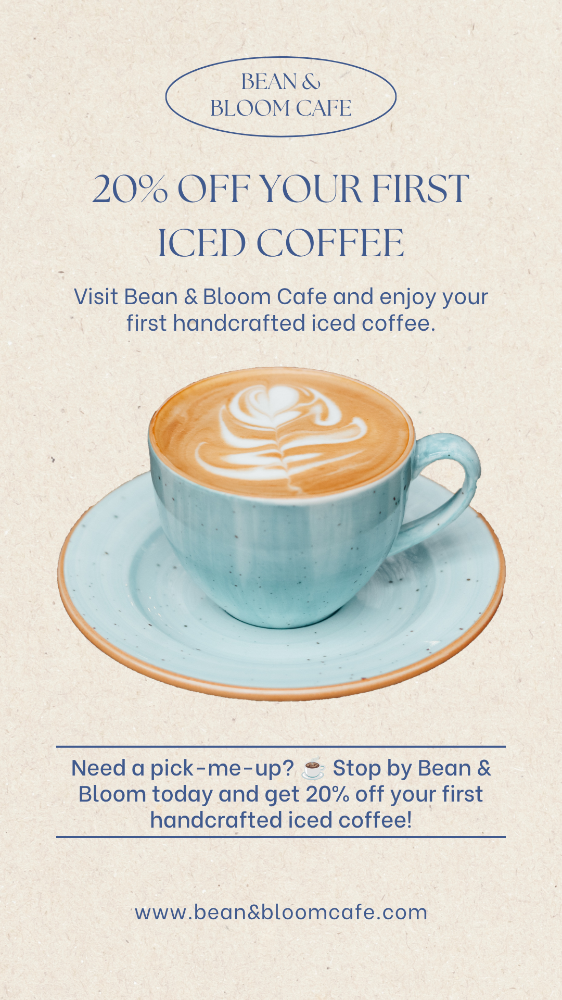 BEAN &
BLOOM CAFE
20% OFF YOUR FIRST
ICED COFFEE
Visit Bean & Bloom Cafe and enjoy your
first handcrafted iced coffee.
Need a pick-me-up? ☕ Stop by Bean &
Bloom today and get 20% off your first
handcrafted iced coffee!
www.bean&bloomcafe.com